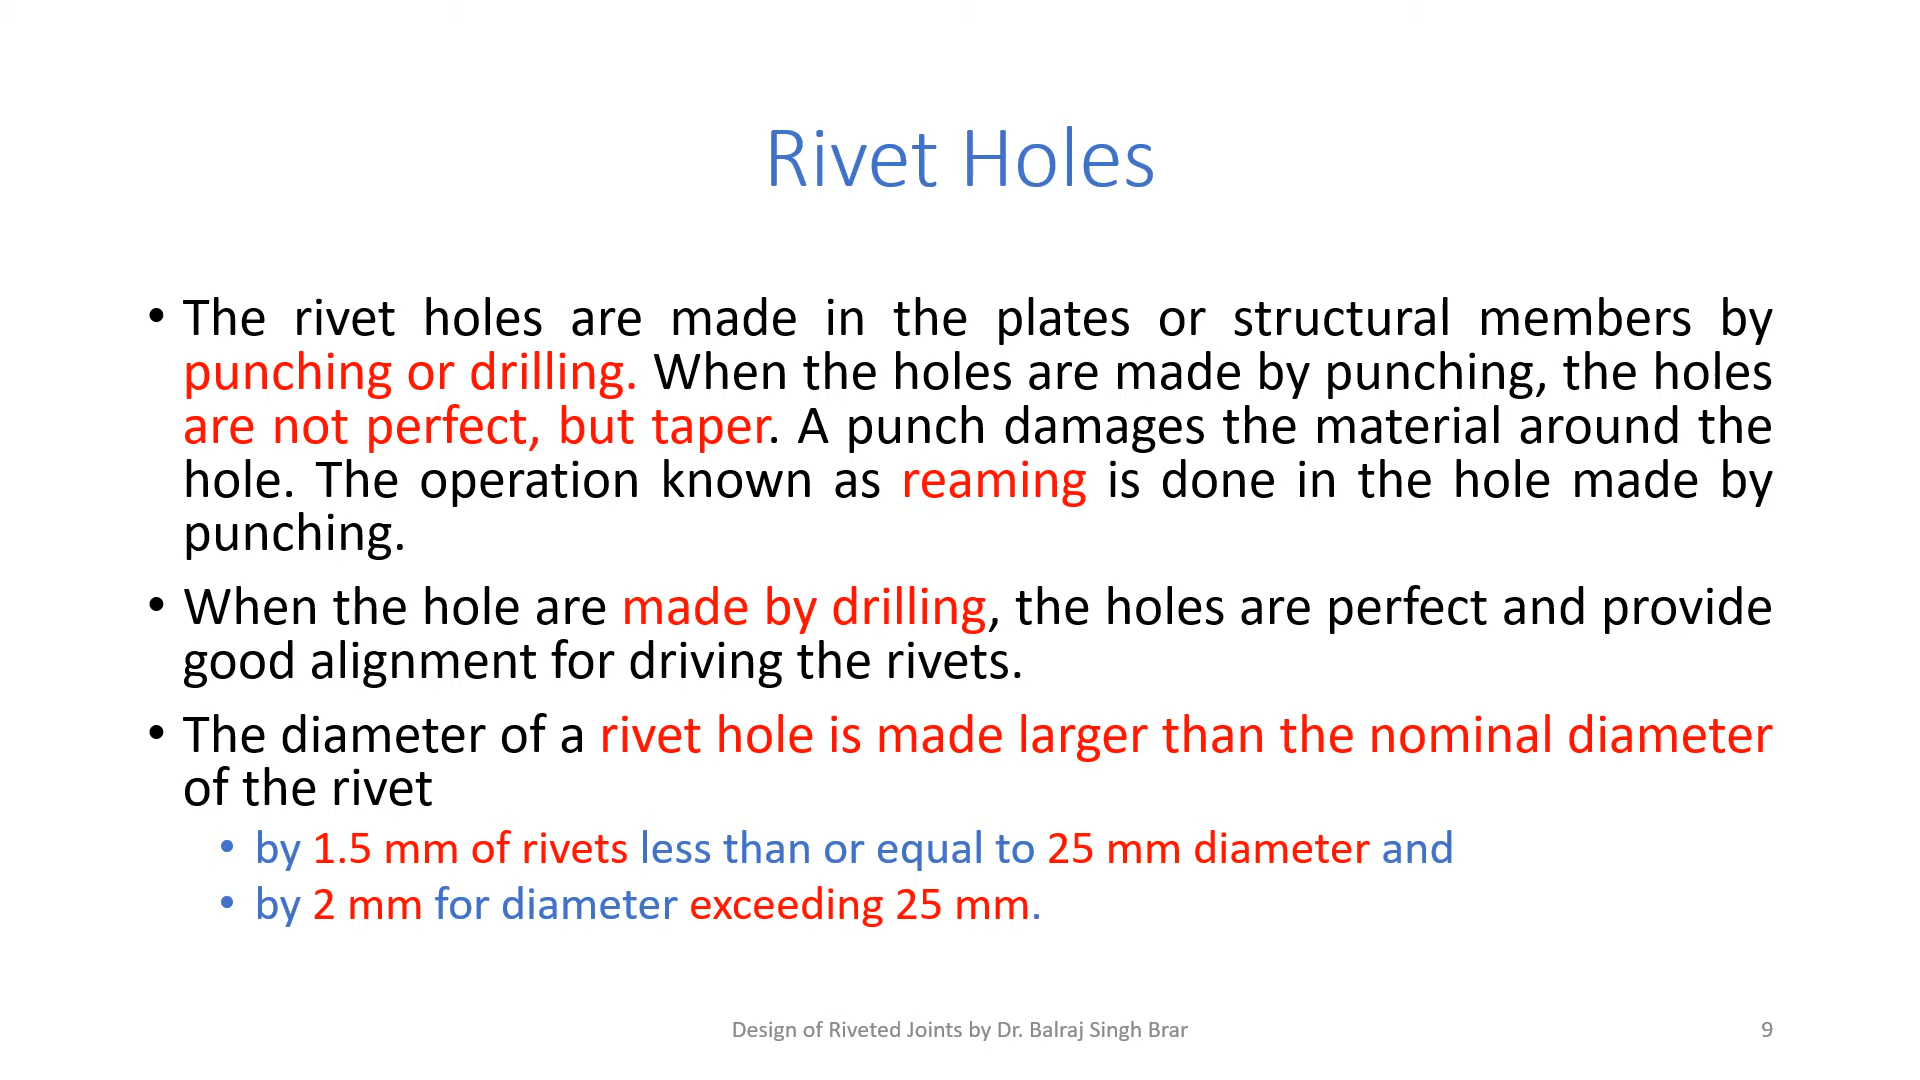 Rivet Holes
• The rivet holes are made in the plates or structural members by
punching or drilling. When the holes are made by punching, the holes
are not perfect, but taper. A punch damages the material around the
hole. The operation known as reaming is done in the hole made by
punching.
• When the hole are made by drilling, the holes are perfect and provide
good alignment for driving the rivets.
• The diameter of a rivet hole is made larger than the nominal diameter
of the rivet
• by 1.5 mm of rivets less than or equal to 25 mm diameter and
• by 2 mm for diameter exceeding 25 mm.
Design of Riveted Joints by Dr. Balraj Singh Brar
9